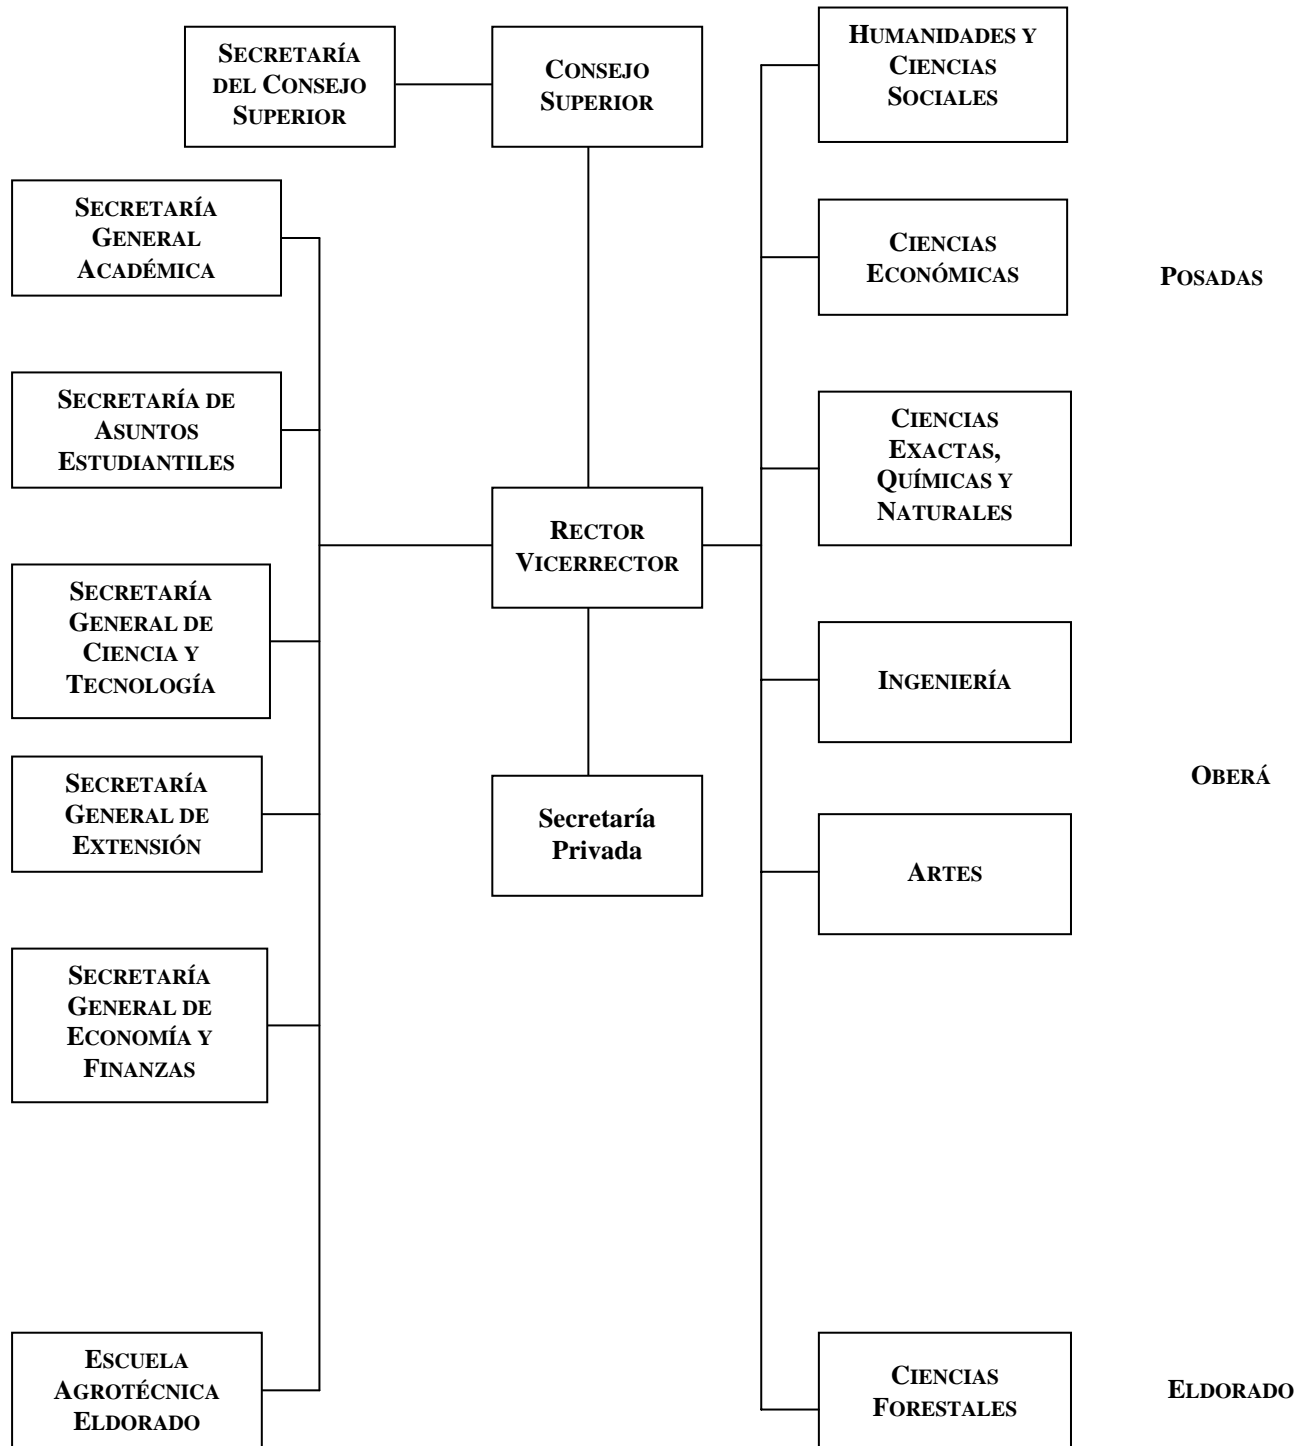 SECRETARÍA
DEL CONSEJO
SUPERIOR
CONSEJO
SUPERIOR
HUMANIDADES Y
CIENCIAS
SOCIALES
SECRETARÍA
GENERAL
ACADÉMICA
CIENCIAS
ECONÓMICAS
POSADAS
SECRETARÍA DE
ASUNTOS
ESTUDIANTILES
CIENCIAS
EXACTAS,
QUÍMICAS Y
NATURALES
RECTOR
VICERRECTOR
SECRETARÍA
GENERAL DE
CIENCIA Y
TECNOLOGÍA
INGENIERÍA
SECRETARÍA
GENERAL DE
EXTENSIÓN
Secretaría
Privada
OBERÁ
ARTES
SECRETARÍA
GENERAL DE
ECONOMÍA Y
FINANZAS
ESCUELA
AGROTÉCNICA
ELDORADO
CIENCIAS
FORESTALES
ELDORADO